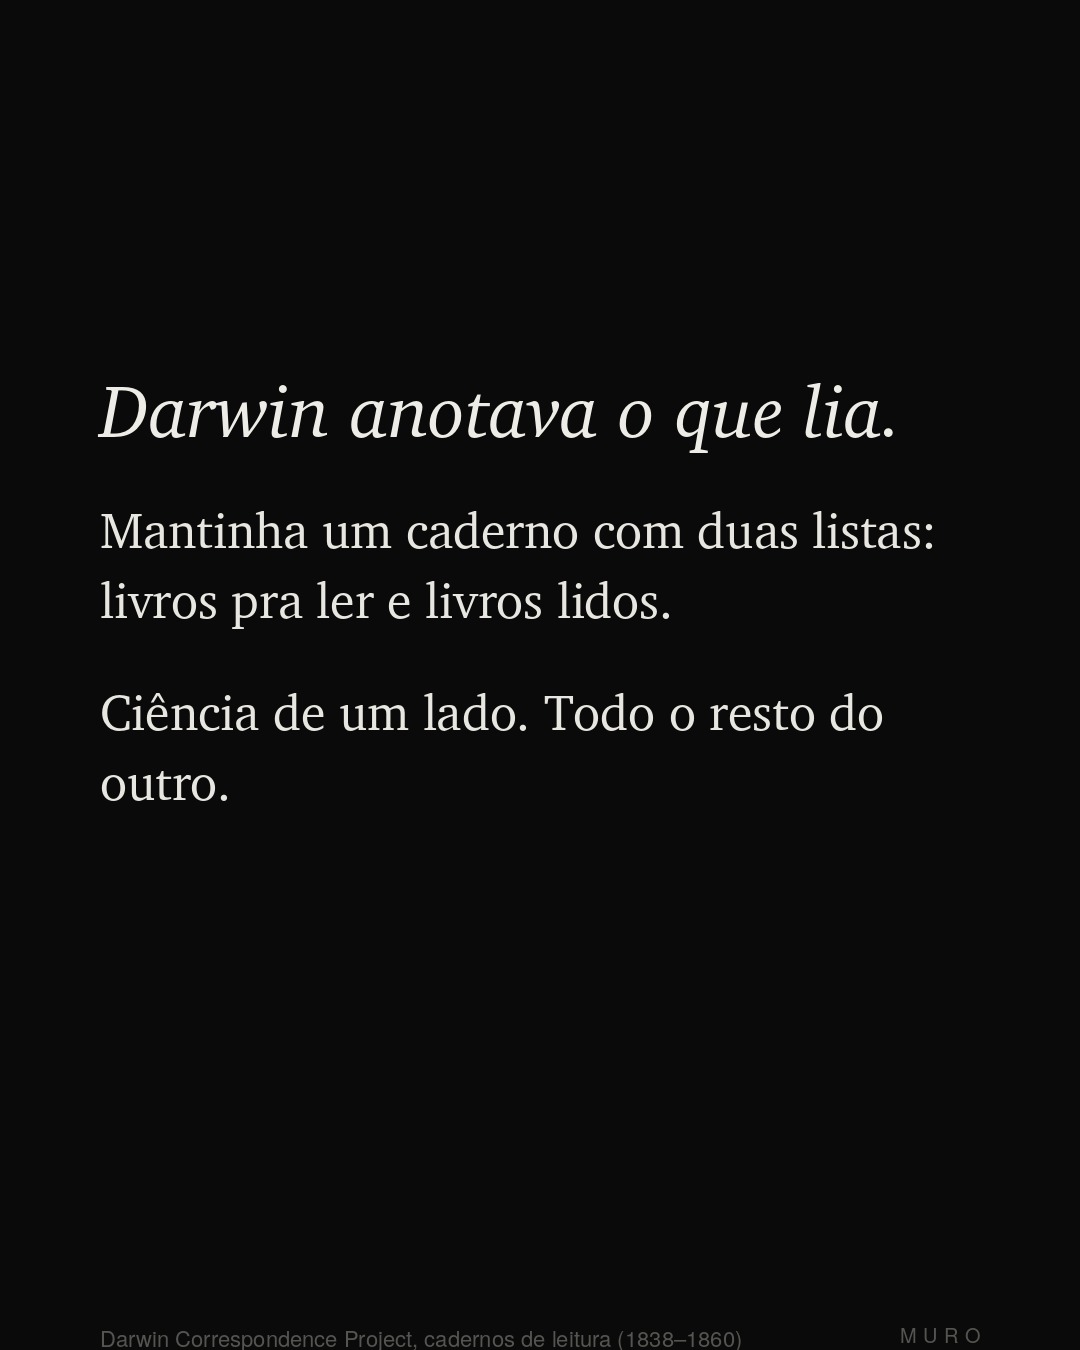 Darwin anotava o que lia.
Mantinha um caderno com duas listas:
livros pra ler e livros lidos.
Ciência de um lado. Todo o resto do
outro.
Darwin Correspondence Project, cadernos de leitura (1838–1860)
MURO